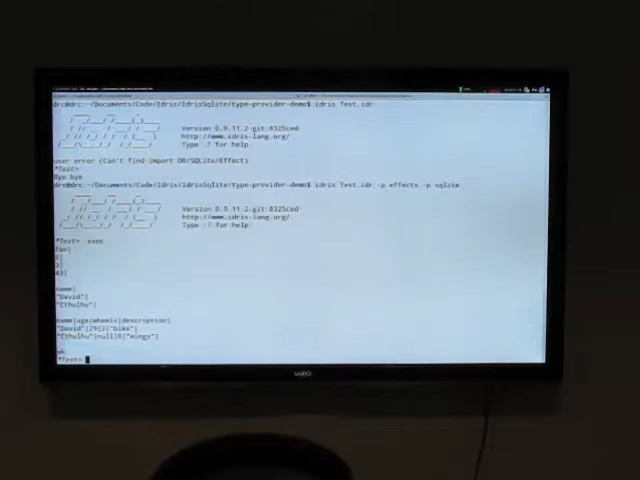 drc@drc:~/Documents/Code/Idris/IdrisSqlite/type-provider-demo$ idris Test.idr
Version 0.9.11.2-git:8325ced
http://www.idris-lang.org/
Type :? for help
user error (Can't find import DB/SQLite/Effect)
*Test>
Bye bye
drc@drc:~/Documents/Code/Idris/IdrisSqlite/type-provider-demo$ idris Test.idr -p effects -p sqlite
Version 0.9.11.2-git:8325ced
http://www.idris-lang.org/
Type :? for help
*Test> :exec
foo|
2|
3|
43|
name|
"David"|
"Cthulhu"|
name|age|wheels|description|
"David"|29|2|"bike"|
"Cthulhu"|null|0|"wings"|
ok
*Test>
VIZIO